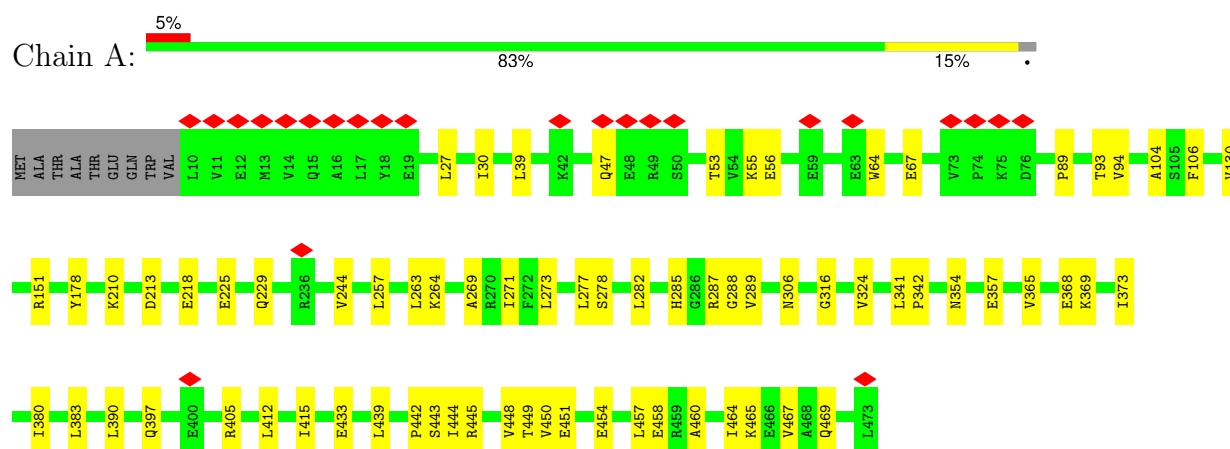 5%
Chain A:
83%
15%
•
MET ALA THR ALA THR GLU GLN TRP VAL L10 V11 E12 M13 V14 Q15 A16 L17 Y18 E19 L27 I30 L39 K42 Q47 E48 R49 S50 T53 V54 K55 E56 E59 E63 W64 E67 V73 P74 K75 D76 P89 T93 V94 A104 S105 F106 V130
R151 Y178 K210 D213 E218 E225 Q229 R236 V244 L257 L263 K264 A269 R270 I271 F272 L273 L277 S278 L282 H285 G286 R287 G288 V289 N306 G316 V324 L341 P342 N354 E357 V365 E368 K369 I373
I380 L383 L390 Q397 E400 R405 L412 I415 E433 L439 P442 S443 I444 R445 V448 T449 V450 E451 E454 L457 E458 R459 A460 I464 K465 E466 V467 A468 Q469 L473